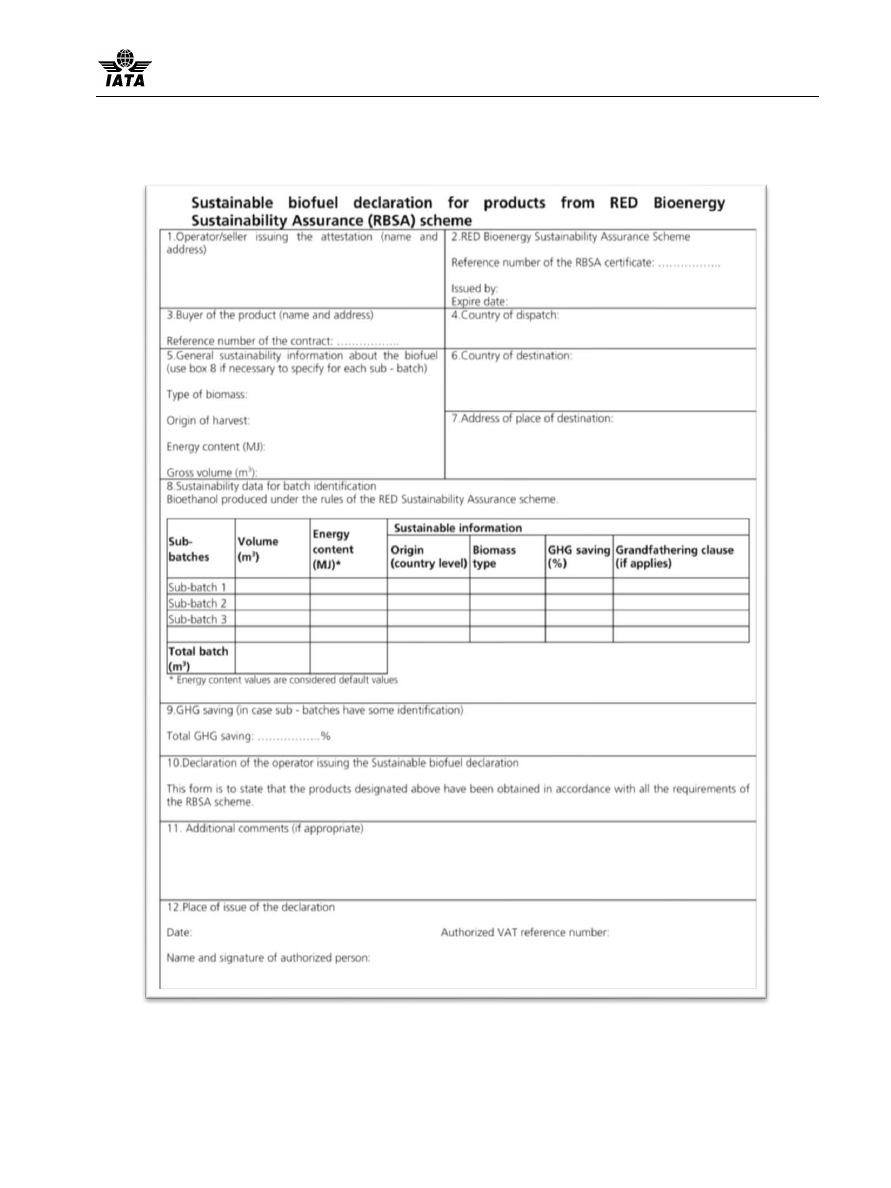 IATA
Sustainable biofuel declaration for products from RED Bioenergy
Sustainability Assurance (RBSA) scheme
1.Operator/seller issuing the attestation (name and
address)
2.RED Bioenergy Sustainability Assurance Scheme
Reference number of the RBSA certificate: ……………..
Issued by:
Expire date:
3.Buyer of the product (name and address)
Reference number of the contract: ……………..
4.Country of dispatch:
5.General sustainability information about the biofuel
(use box 8 if necessary to specify for each sub - batch)
Type of biomass:
Origin of harvest:
Energy content (MJ):
Gross volume (m³):
6.Country of destination:
7.Address of place of destination:
8.Sustainability data for batch identification
Bioethanol produced under the rules of the RED Sustainability Assurance scheme.
Sub-
batches
Volume
(m³)
Energy
content
(MJ)*
Sustainable information
Origin
(country level)
Biomass
type
GHG saving
(%)
Grandfathering clause
(if applies)
Sub-batch 1
Sub-batch 2
Sub-batch 3
Total batch
(m³)
* Energy content values are considered default values
9.GHG saving (in case sub - batches have some identification)
Total GHG saving: ……………..%
10.Declaration of the operator issuing the Sustainable biofuel declaration
This form is to state that the products designated above have been obtained in accordance with all the requirements of
the RBSA scheme.
11. Additional comments (if appropriate)
12.Place of issue of the declaration
Date:
Authorized VAT reference number:
Name and signature of authorized person: